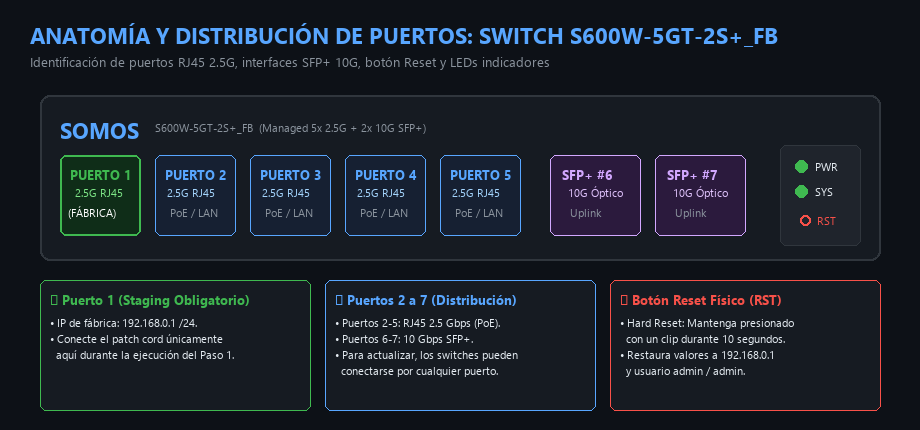 ANATOMÍA Y DISTRIBUCIÓN DE PUERTOS: SWITCH S600W-5GT-2S+_FB
Identificación de puertos RJ45 2.5G, interfaces SFP+ 10G, botón Reset y LEDs indicadores
SOMOS
S600W-5GT-2S+_FB (Managed 5x 2.5G + 2x 10G SFP+)
PUERTO 1
2.5G RJ45
(FÁBRICA)
PUERTO 2
2.5G RJ45
PoE / LAN
PUERTO 3
2.5G RJ45
PoE / LAN
PUERTO 4
2.5G RJ45
PoE / LAN
PUERTO 5
2.5G RJ45
PoE / LAN
SFP+ #6
10G Óptico
Uplink
SFP+ #7
10G Óptico
Uplink
PWR
SYS
RST
Puerto 1 (Staging Obligatorio)
• IP de fábrica: 192.168.0.1 /24.
• Conecte el patch cord únicamente
aquí durante la ejecución del Paso 1.
Puertos 2 a 7 (Distribución)
• Puertos 2-5: RJ45 2.5 Gbps (PoE).
• Puertos 6-7: 10 Gbps SFP+.
• Para actualizar, los switches pueden
conectarse por cualquier puerto.
Botón Reset Físico (RST)
• Hard Reset: Mantenga presionado
con un clip durante 10 segundos.
• Restaura valores a 192.168.0.1
y usuario admin / admin.